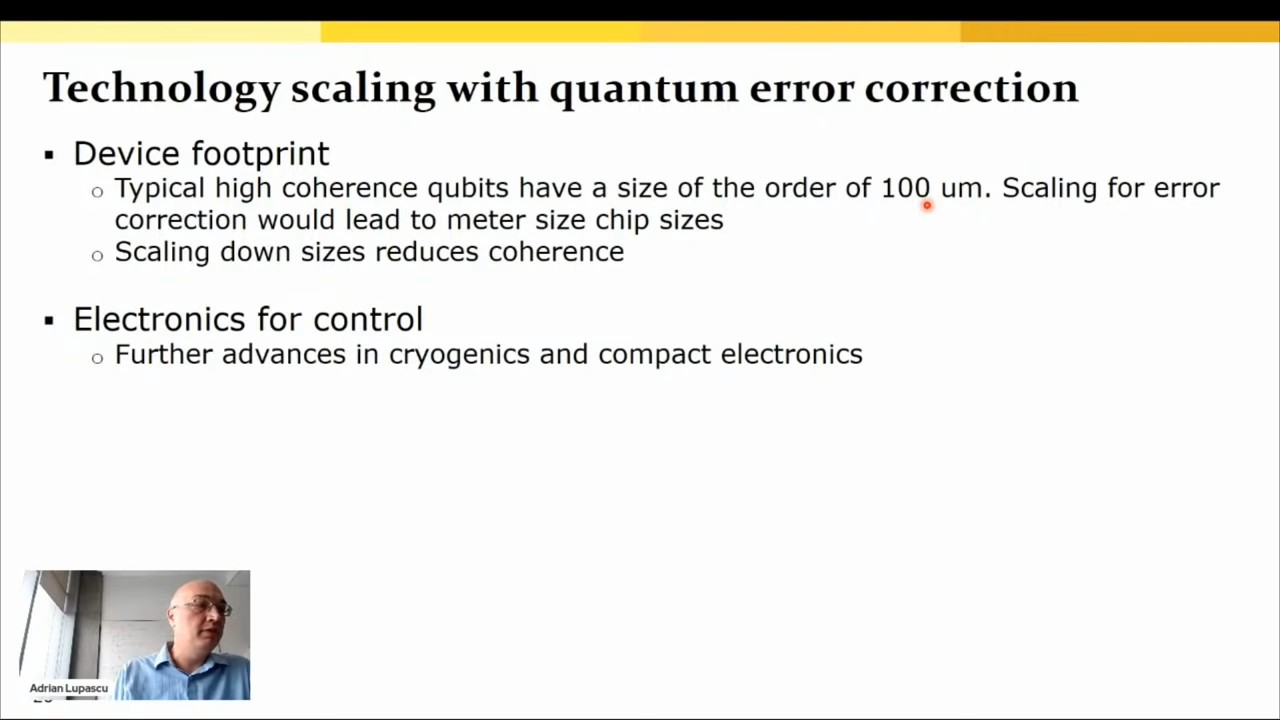 Technology scaling with quantum error correction
▪ Device footprint
○ Typical high coherence qubits have a size of the order of 100 um. Scaling for error
correction would lead to meter size chip sizes
○ Scaling down sizes reduces coherence
▪ Electronics for control
○ Further advances in cryogenics and compact electronics
Adrian Lupascu